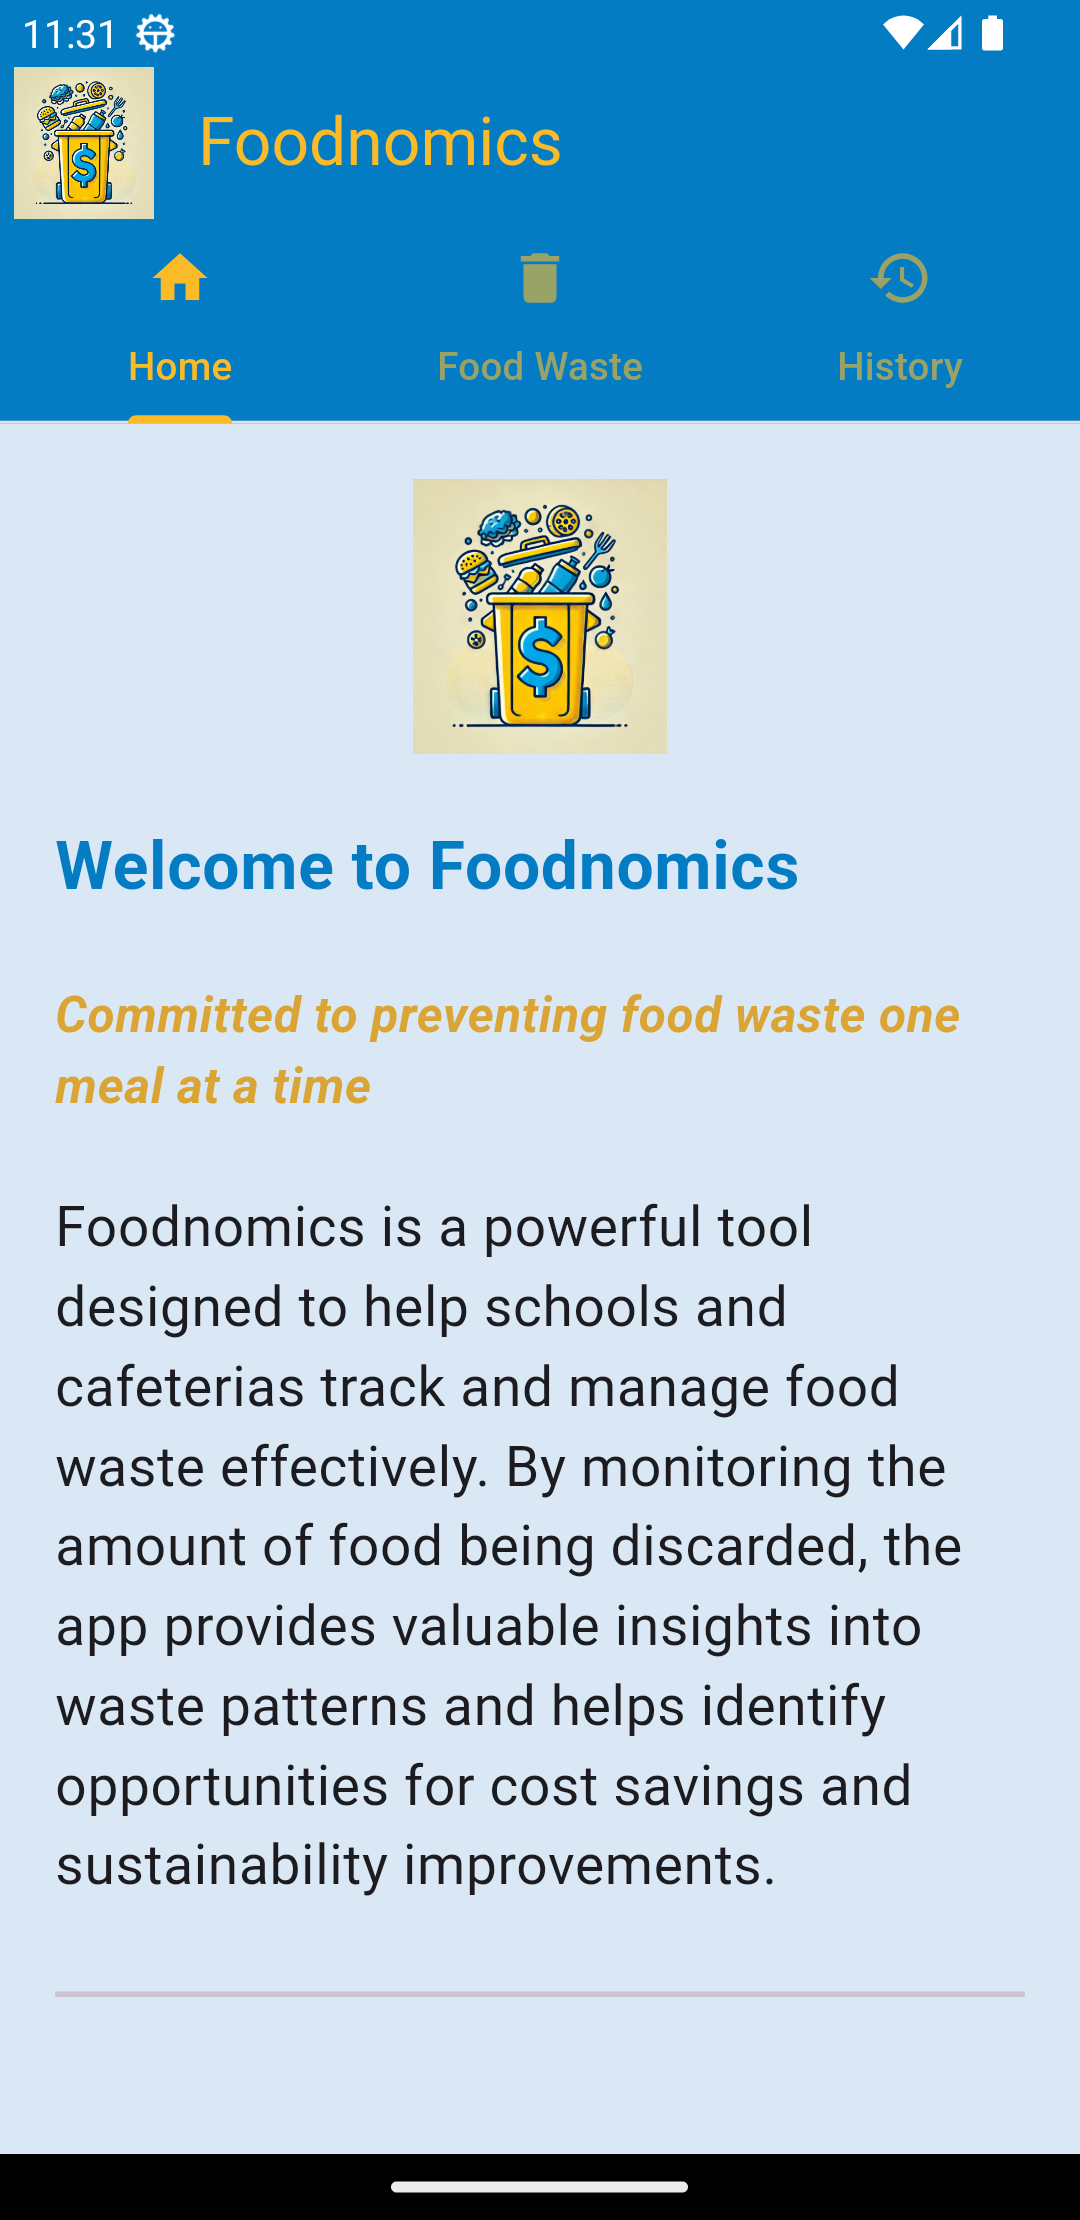 11:31
Foodnomics
Home
Food Waste
History
$
Welcome to Foodnomics
Committed to preventing food waste one
meal at a time
Foodnomics is a powerful tool
designed to help schools and
cafeterias track and manage food
waste effectively. By monitoring the
amount of food being discarded, the
app provides valuable insights into
waste patterns and helps identify
opportunities for cost savings and
sustainability improvements.